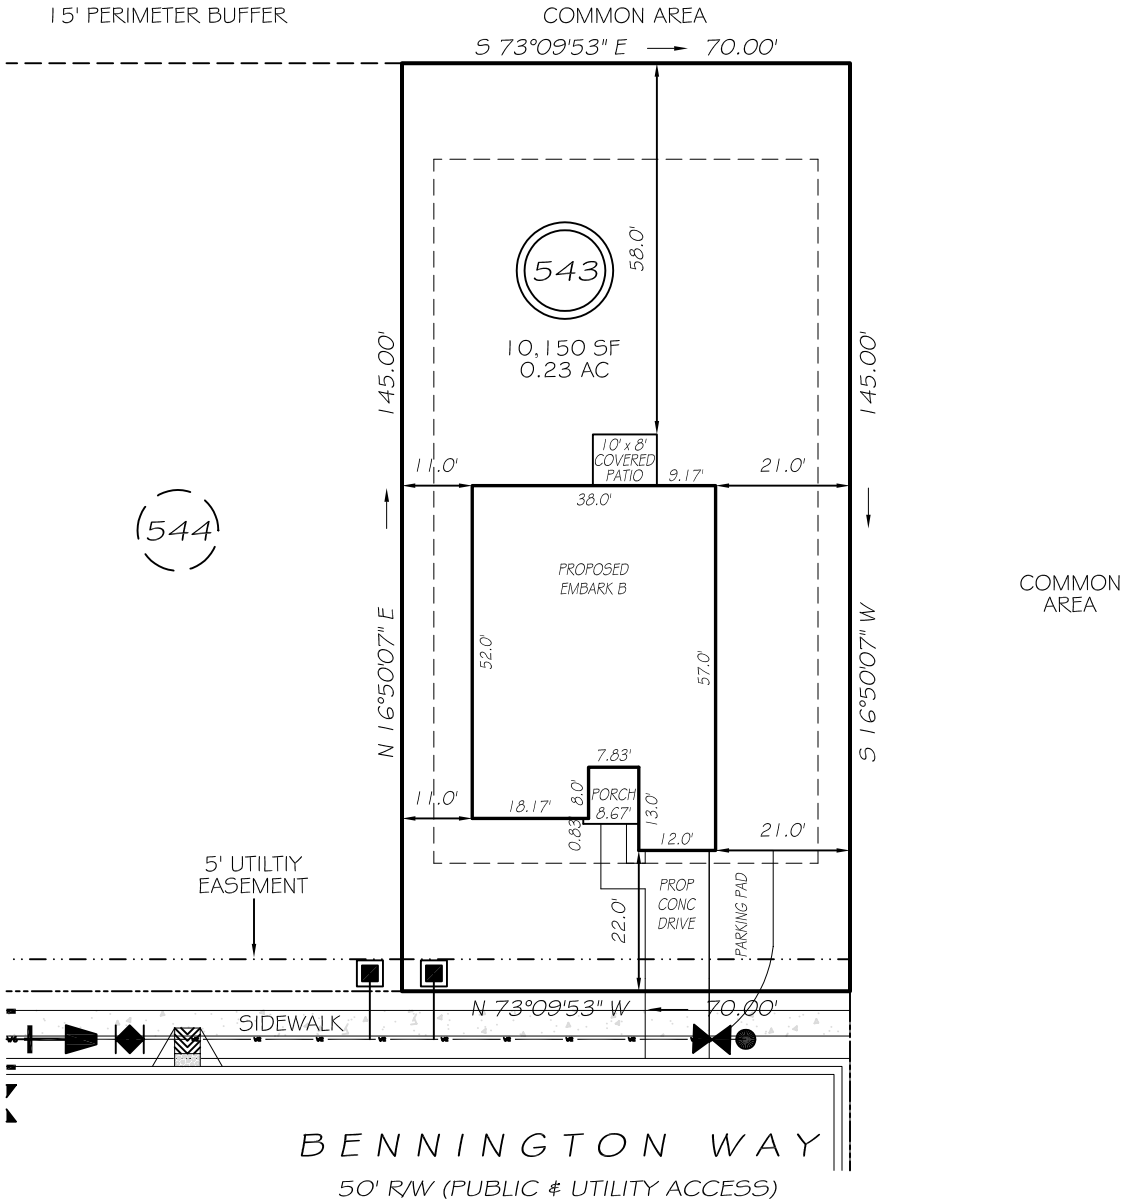 15' PERIMETER BUFFER
COMMON AREA
S 73°09'53" E
70.00'
58.0'
543
10,150 SF
0.23 AC
145.00'
145.00'
10' x 8'
COVERED
PATIO
11.0'
9.17'
21.0'
38.0'
544
PROPOSED
EMBARK B
COMMON
AREA
N 16°50'07" E
52.0'
57.0'
S 16°50'07" W
7.83'
11.0'
18.17'
8.0'
PORCH
8.67'
13.0'
0.83'
12.0'
21.0'
5' UTILTIY
EASEMENT
22.0'
PROP
CONC
DRIVE
PARKING PAD
N 73°09'53" W
70.00'
SIDEWALK
BENNINGTON WAY
50' R/W (PUBLIC & UTILITY ACCESS)